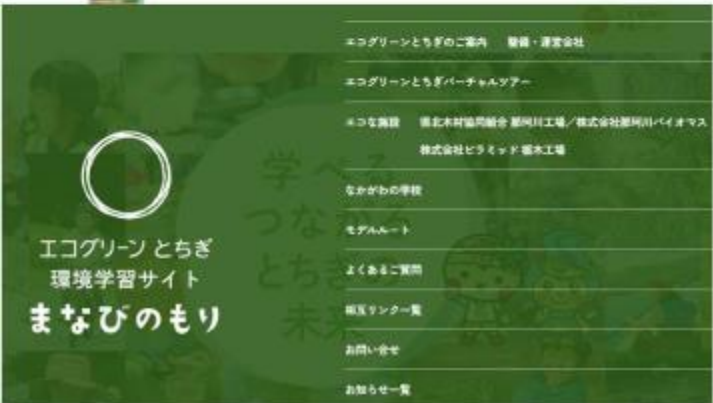 エコグリーンとちぎ
環境学習サイト
まなびのもり
エコグリーンとちぎのご案内 整備・運営会社
エコグリーンとちぎバーチャルツアー
エコな施設 県北木材協同組合 那珂川工場／株式会社那珂川バイオマス
株式会社ピラミッド 栃木工場
なかがわの学校
モデルルート
よくあるご質問
相互リンク一覧
お問い合せ
お知らせ一覧
学べる
つながる
とちぎの
未来